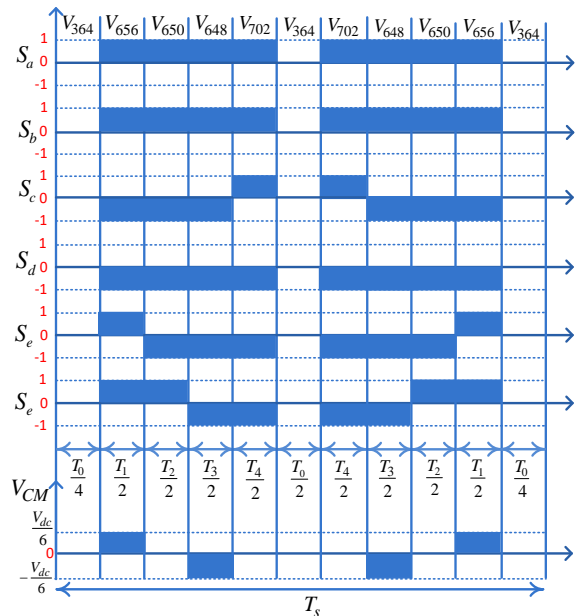 V364 V656 V650 V648 V702 V364 V702 V648 V650 V656 V364
1
Sa 0
-1
1
Sb 0
-1
1
Sc 0
-1
1
Sd 0
-1
1
Se 0
-1
1
Se 0
-1
T0/4 T1/2 T2/2 T3/2 T4/2 T0/2 T4/2 T3/2 T2/2 T1/2 T0/4
VCM
Vdc/6
0
-Vdc/6
Ts